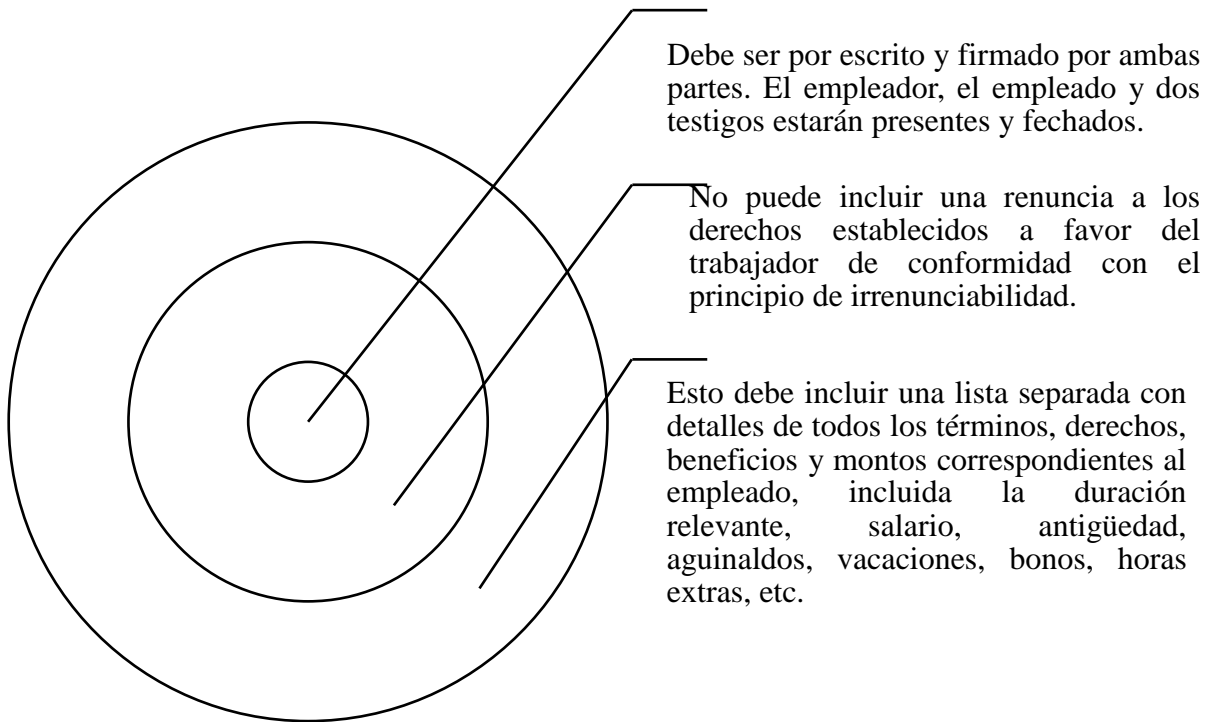 Debe ser por escrito y firmado por ambas
partes. El empleador, el empleado y dos
testigos estarán presentes y fechados.
No puede incluir una renuncia a los
derechos establecidos a favor del
trabajador de conformidad con el
principio de irrenunciabilidad.
Esto debe incluir una lista separada con
detalles de todos los términos, derechos,
beneficios y montos correspondientes al
empleado, incluida la duración
relevante, salario, antigüedad,
aguinaldos, vacaciones, bonos, horas
extras, etc.